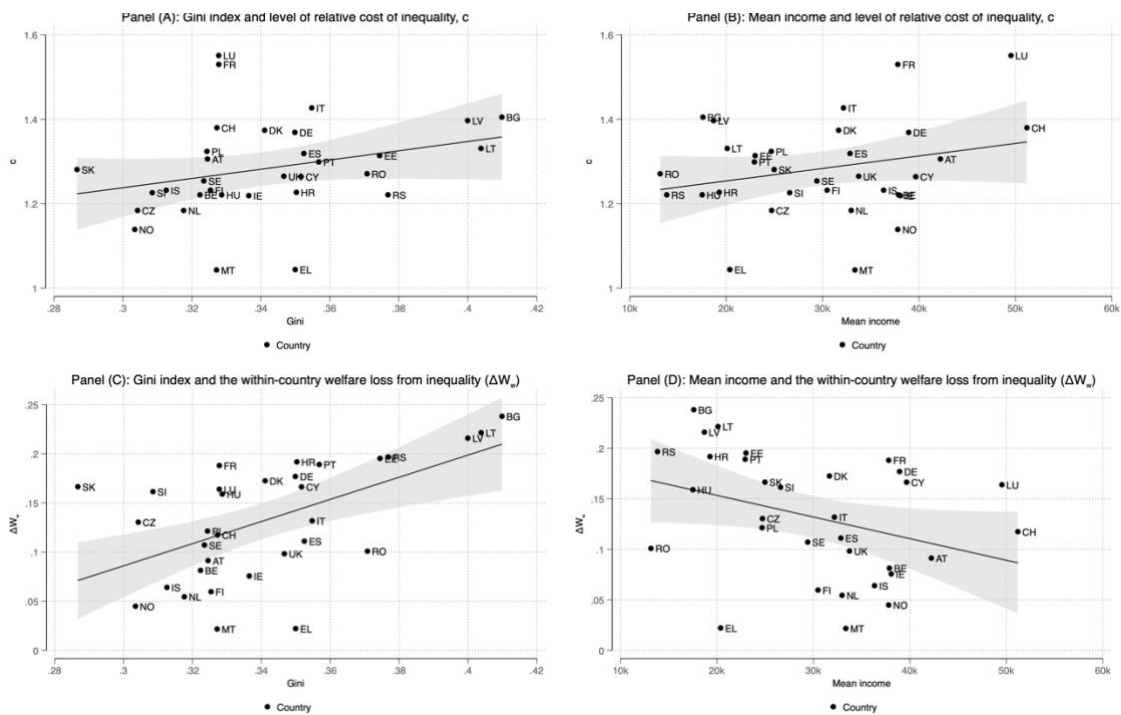 Panel (A): Gini index and level of relative cost of inequality, c
c
1.6
1.4
1.2
1
LU
FR
IT
CH
DK
DE
LV
BG
PL
AT
ES
PT
EE
LT
SK
SE
UK
CY
RO
SI
IS
FI
BE
HU
IE
HR
RS
CZ
NL
NO
MT
EL
.28 .3 .32 .34 .36 .38 .4 .42
Gini
Country
Panel (B): Mean income and level of relative cost of inequality, c
c
1.6
1.4
1.2
1
LU
FR
IT
BG
LV
DK
DE
CH
LT
EE
PT
PL
ES
AT
RO
SK
SE
UK
CY
RS
HU
HR
SI
FI
IS
BE
IE
CZ
NL
NO
EL
MT
10k 20k 30k 40k 50k 60k
Mean income
Country
Panel (C): Gini index and the within-country welfare loss from inequality (ΔWw)
ΔWw
.25
.2
.15
.1
.05
0
BG
LT
LV
FR
HR
PT
EE
RS
SK
SI
LU
HU
DK
DE
CY
CZ
PL
CH
IT
SE
ES
UK
RO
AT
BE
IE
IS
FI
NL
NO
MT
EL
.28 .3 .32 .34 .36 .38 .4 .42
Gini
Country
Panel (D): Mean income and the within-country welfare loss from inequality (ΔWw)
ΔWw
.25
.2
.15
.1
.05
0
BG
LT
LV
RS
HR
EE
PT
FR
DE
DK
CY
SK
SI
LU
HU
CZ
PL
IT
CH
SE
ES
UK
RO
AT
BE
IE
IS
FI
NL
NO
EL
MT
10k 20k 30k 40k 50k 60k
Mean income
Country